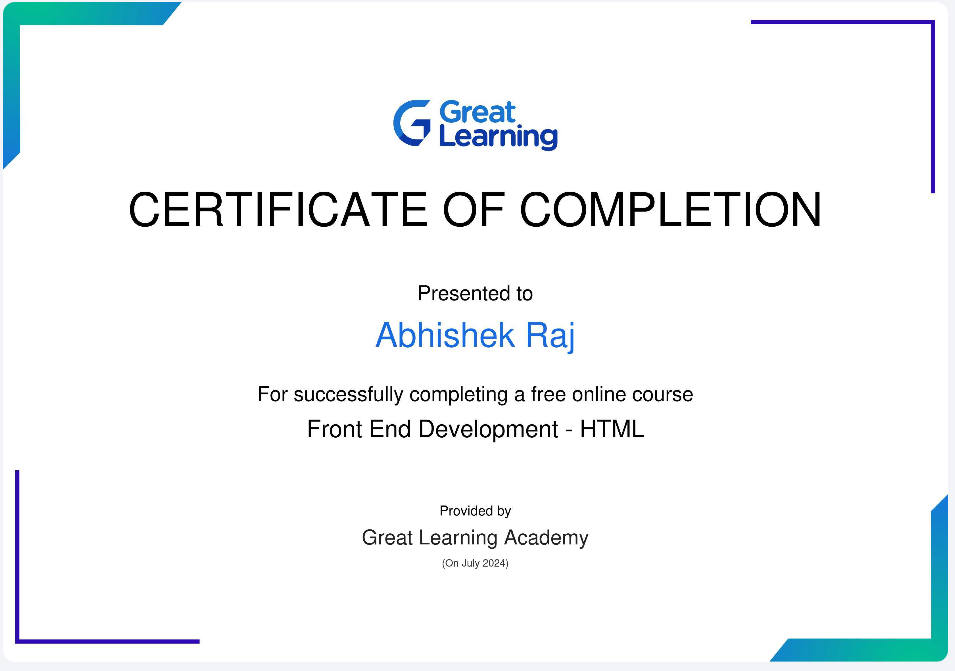 Great
Learning
CERTIFICATE OF COMPLETION
Presented to
Abhishek Raj
For successfully completing a free online course
Front End Development - HTML
Provided by
Great Learning Academy
(On July 2024)